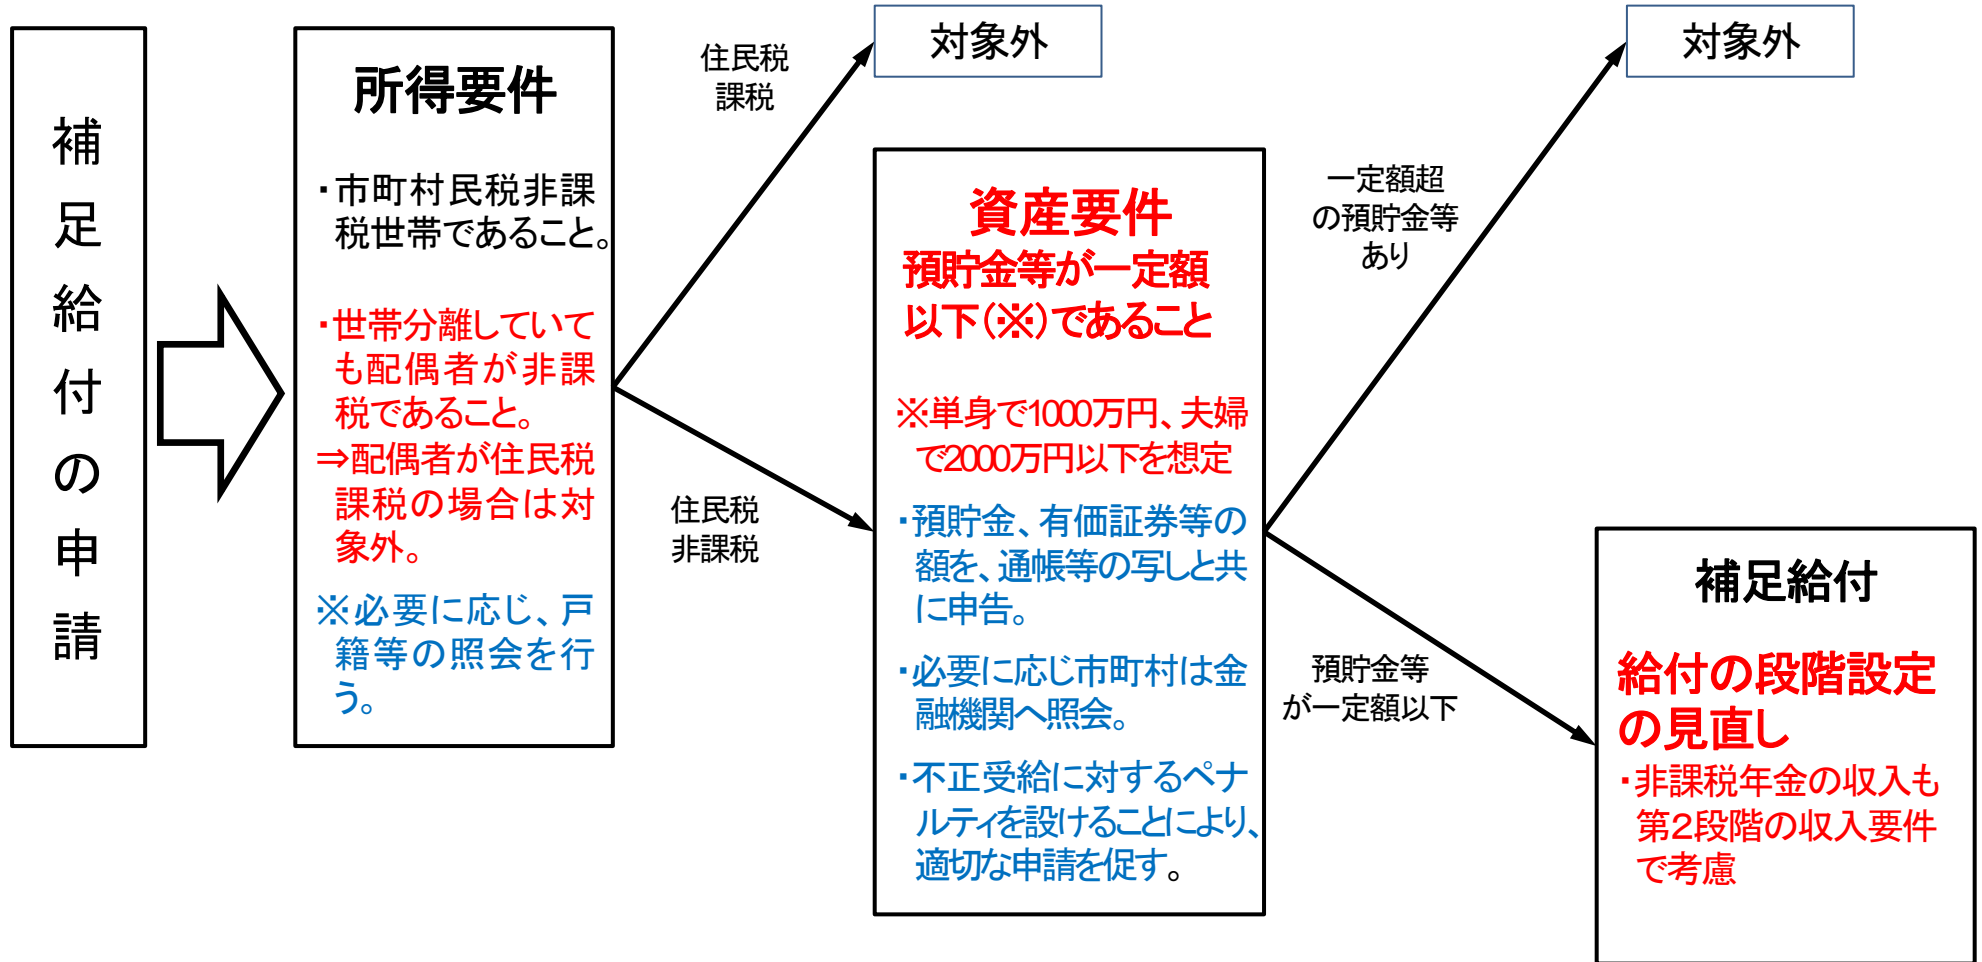 補足給付の申請
所得要件
・市町村民税非課
税世帯であること。
・世帯分離していて
も配偶者が非課
税であること。
⇒配偶者が住民税
課税の場合は対
象外。
※必要に応じ、戸
籍等の照会を行
う。
住民税
課税
対象外
住民税
非課税
資産要件
預貯金等が一定額
以下(※)であること
※単身で1000万円、夫婦
で2000万円以下を想定
・預貯金、有価証券等の
額を、通帳等の写しと共
に申告。
・必要に応じ市町村は金
融機関へ照会。
・不正受給に対するペナ
ルティを設けることにより、
適切な申請を促す。
一定額超
の預貯金等
あり
対象外
預貯金等
が一定額以下
補足給付
給付の段階設定
の見直し
・非課税年金の収入も
第2段階の収入要件
で考慮